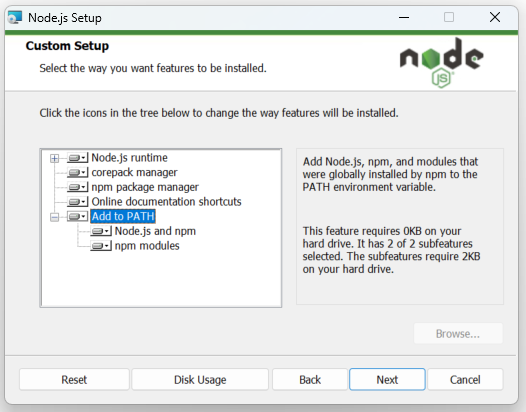 Node.js Setup
Custom Setup
Select the way you want features to be installed.
node
JS
Click the icons in the tree below to change the way features will be installed.
Node.js runtime
corepack manager
npm package manager
Online documentation shortcuts
Add to PATH
Node.js and npm
npm modules
Add Node.js, npm, and modules that
were globally installed by npm to the
PATH environment variable.
This feature requires 0KB on your
hard drive. It has 2 of 2 subfeatures
selected. The subfeatures require 2KB
on your hard drive.
Browse...
Reset
Disk Usage
Back
Next
Cancel